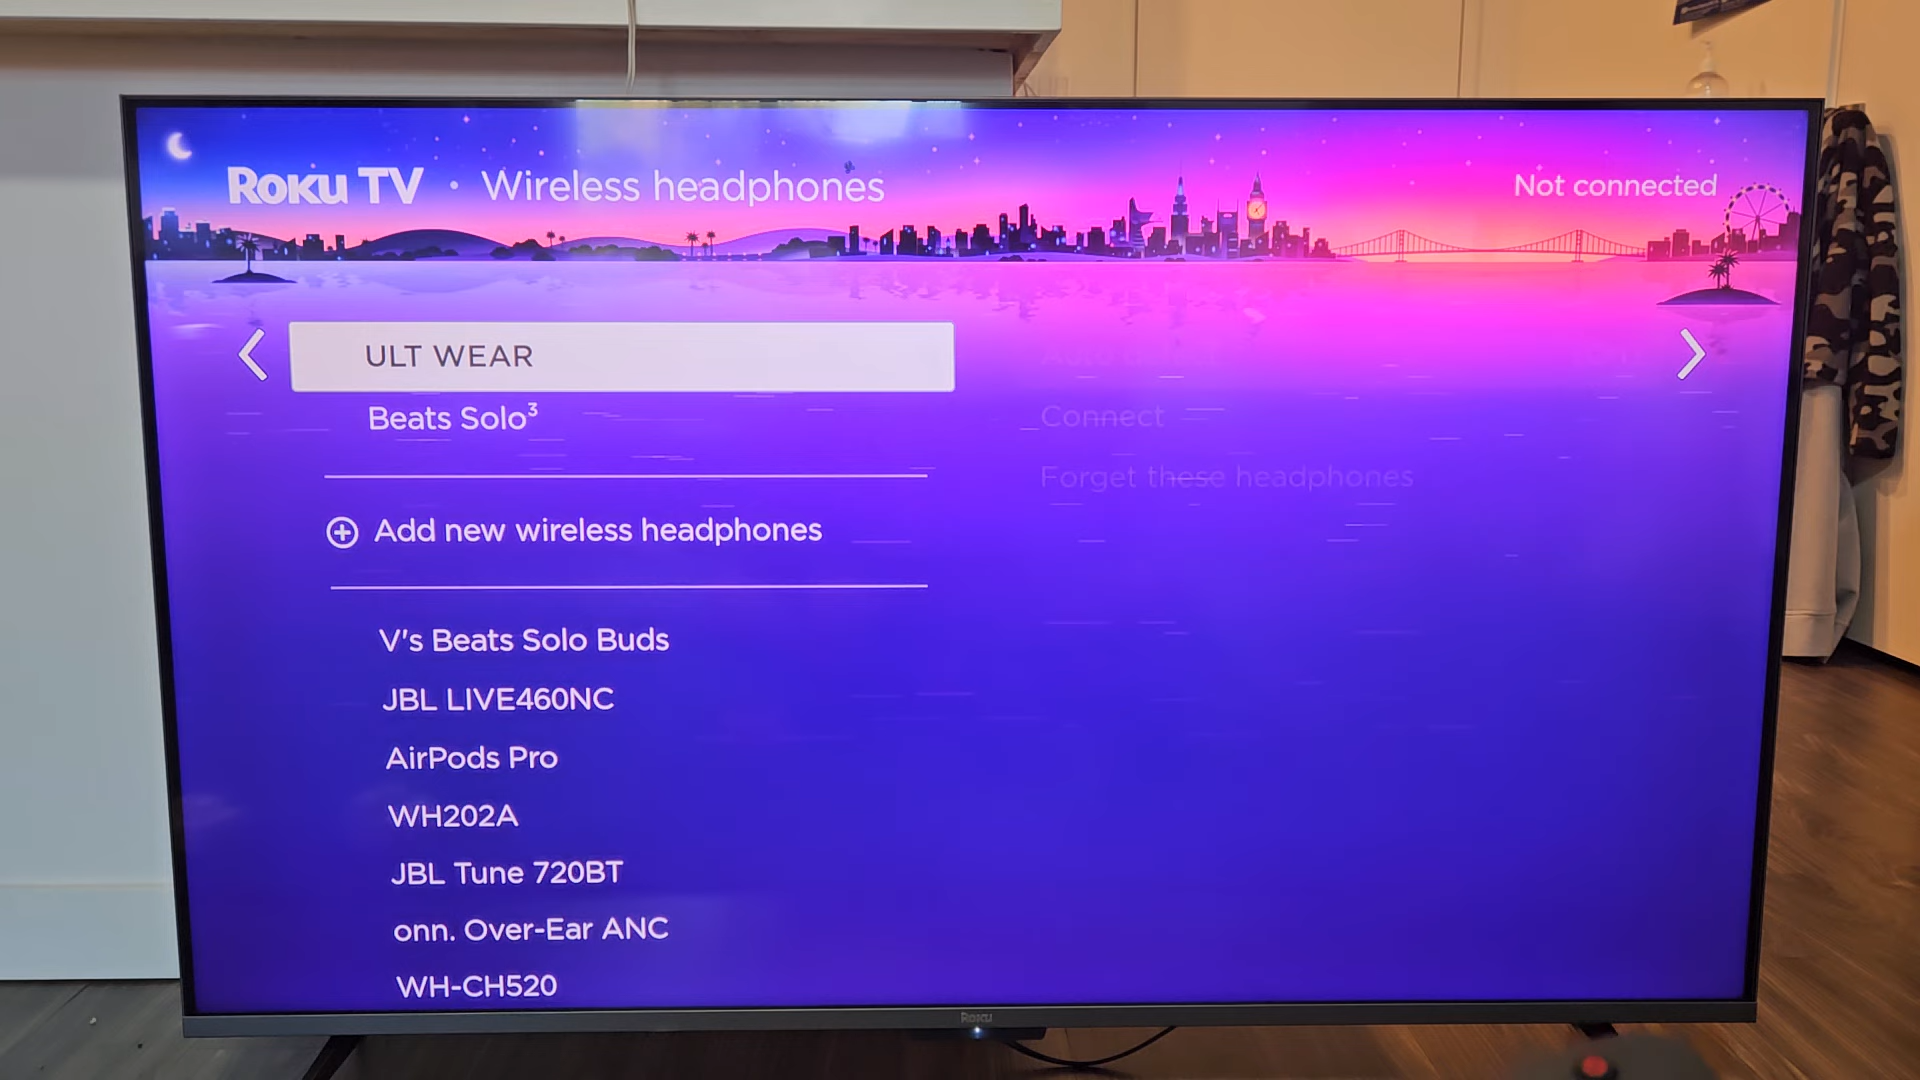 Roku TV • Wireless headphones
Not connected
ULT WEAR
Beats Solo³
Connect
Forget these headphones
Add new wireless headphones
V's Beats Solo Buds
JBL LIVE460NC
AirPods Pro
WH202A
JBL Tune 720BT
onn. Over-Ear ANC
WH-CH520
Roku